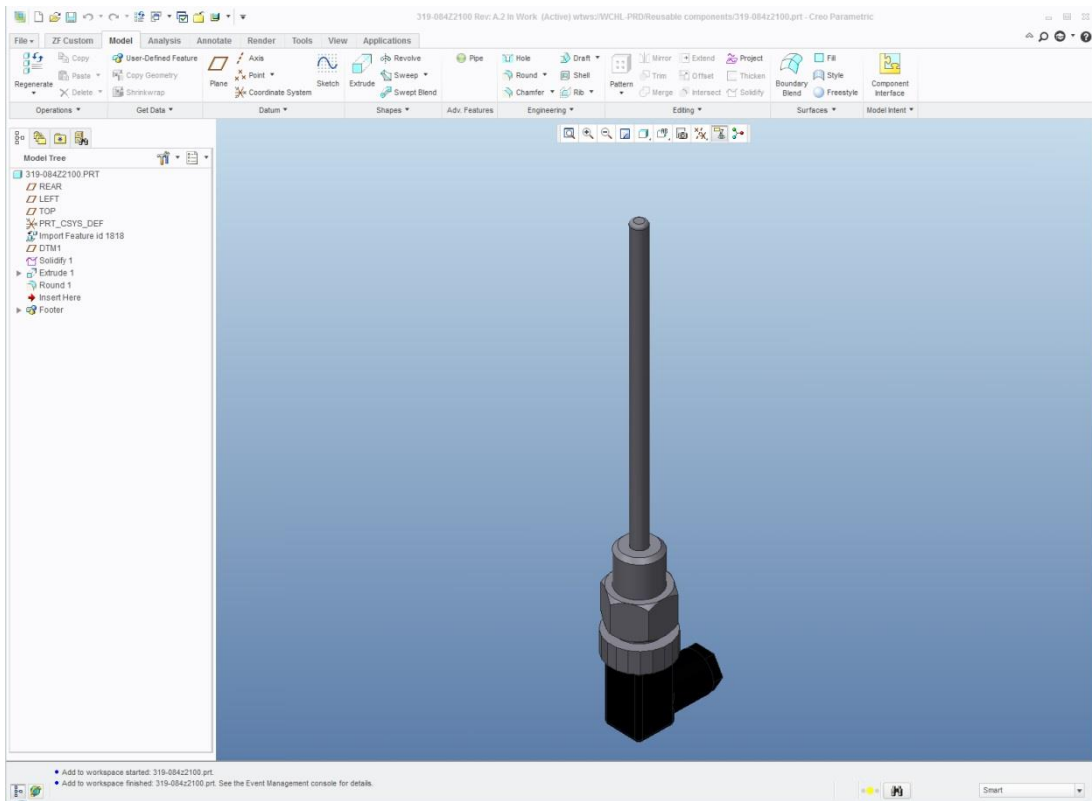 319-084Z2100 Rev: A.2 In Work (Active) wtws://WCHL-PRD/Reusable components/319-084z2100.prt - Creo Parametric
File ZF Custom Model Analysis Annotate Render Tools View Applications
Regenerate
Copy
Paste
Delete
User-Defined Feature
Copy Geometry
Shrinkwrap
Plane
Axis
Point
Coordinate System
Sketch
Extrude
Revolve
Sweep
Swept Blend
Pipe
Hole
Round
Chamfer
Draft
Shell
Rib
Pattern
Mirror
Trim
Merge
Extend
Offset
Intersect
Project
Thicken
Solidify
Boundary Blend
Fill
Style
Freestyle
Component Interface
Operations Get Data Datum Shapes Adv. Features Engineering Editing Surfaces Model Intent
Model Tree
319-084Z2100.PRT
REAR
LEFT
TOP
PRT_CSYS_DEF
Import Feature id 1818
DTM1
Solidify 1
Extrude 1
Round 1
Insert Here
Footer
Add to workspace started: 319-084z2100.prt.
Add to workspace finished: 319-084z2100.prt. See the Event Management console for details.
Smart